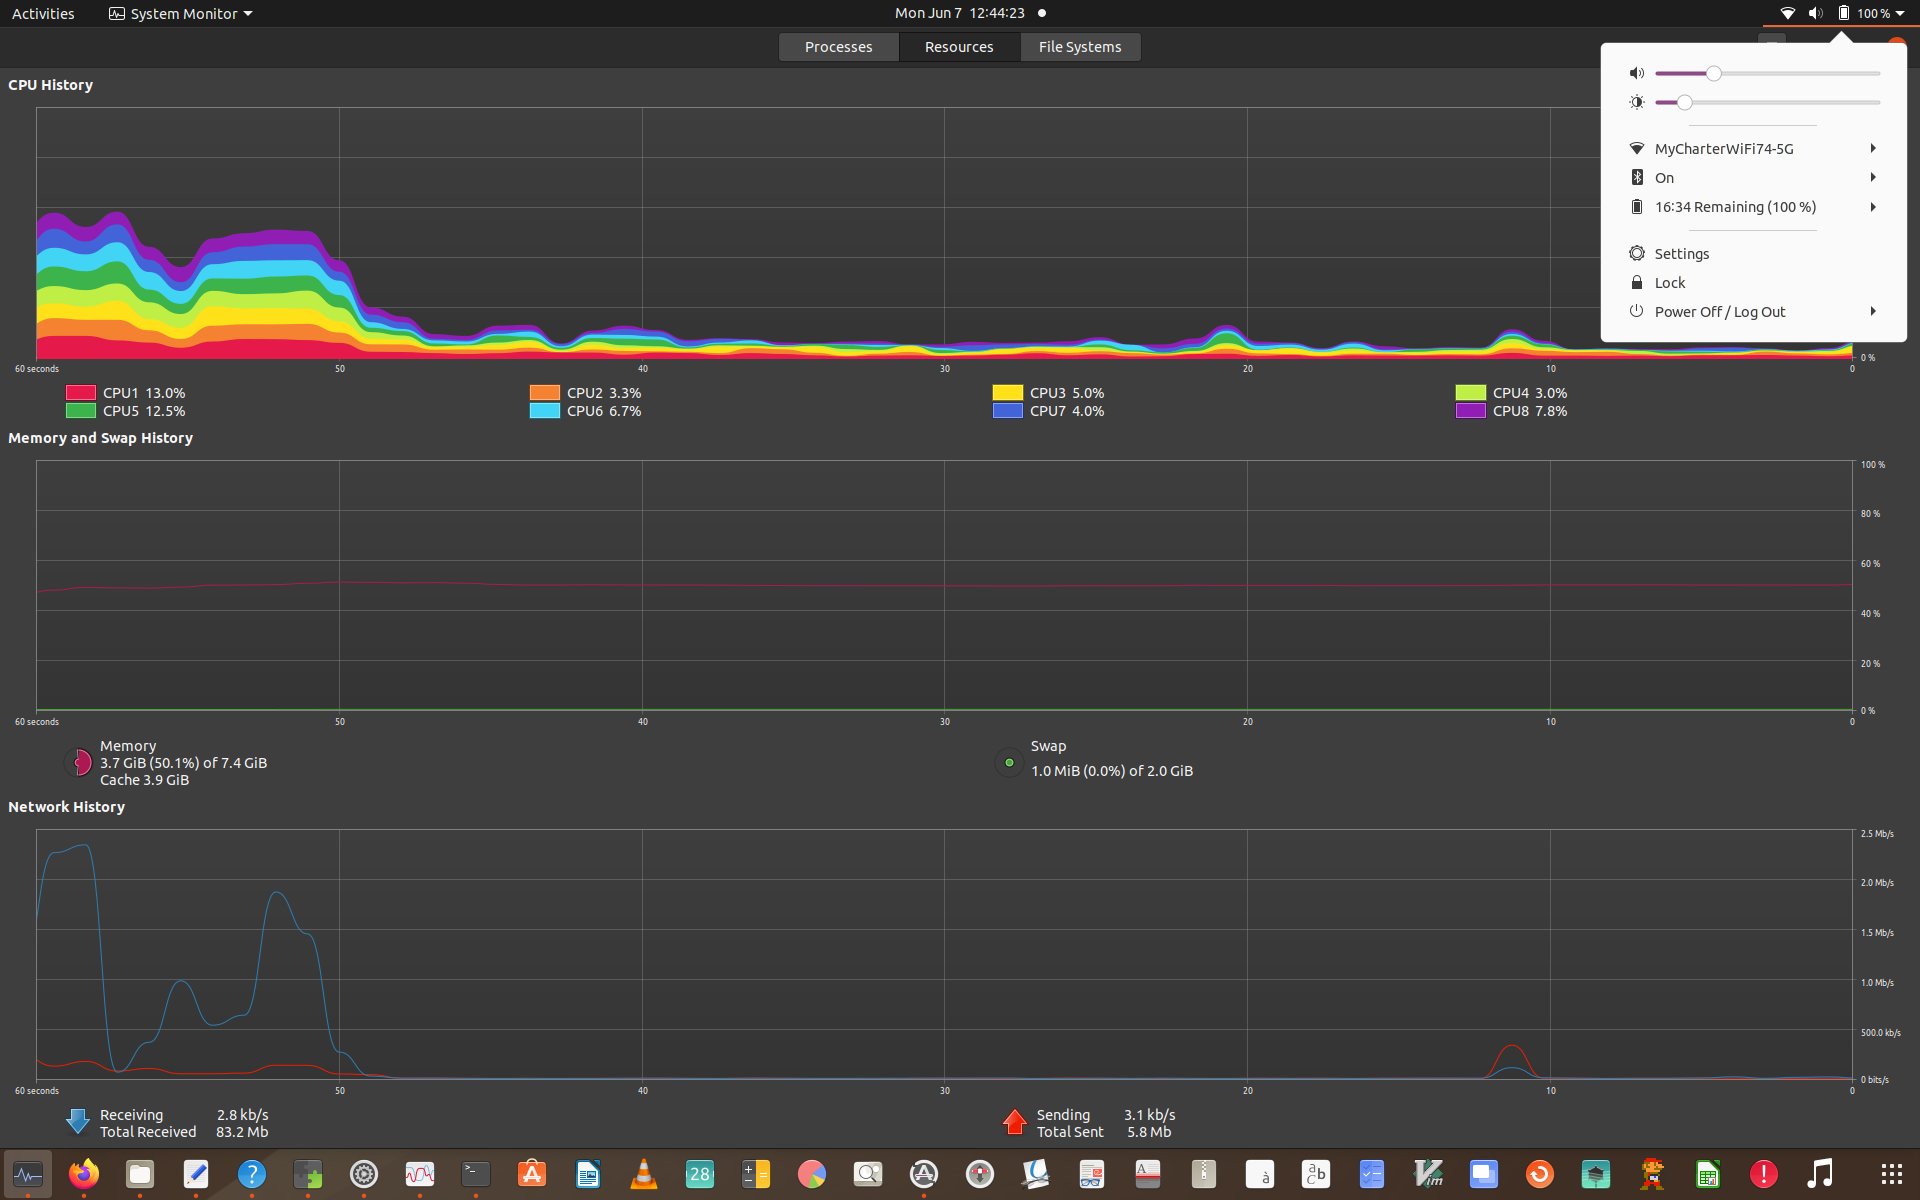 Activities
System Monitor
Mon Jun 7 12:44:23
100 %
Processes
Resources
File Systems
MyCharterWiFi74-5G
On
16:34 Remaining (100 %)
Settings
Lock
Power Off / Log Out
CPU History
0 %
60 seconds
50
40
30
20
10
0
CPU1 13.0%
CPU2 3.3%
CPU3 5.0%
CPU4 3.0%
CPU5 12.5%
CPU6 6.7%
CPU7 4.0%
CPU8 7.8%
Memory and Swap History
100 %
80 %
60 %
40 %
20 %
0 %
60 seconds
50
40
30
20
10
0
Memory
3.7 GiB (50.1%) of 7.4 GiB
Cache 3.9 GiB
Swap
1.0 MiB (0.0%) of 2.0 GiB
Network History
2.5 Mb/s
2.0 Mb/s
1.5 Mb/s
1.0 Mb/s
500.0 kb/s
0 bits/s
60 seconds
50
40
30
20
10
0
Receiving 2.8 kb/s
Total Received 83.2 Mb
Sending 3.1 kb/s
Total Sent 5.8 Mb
28